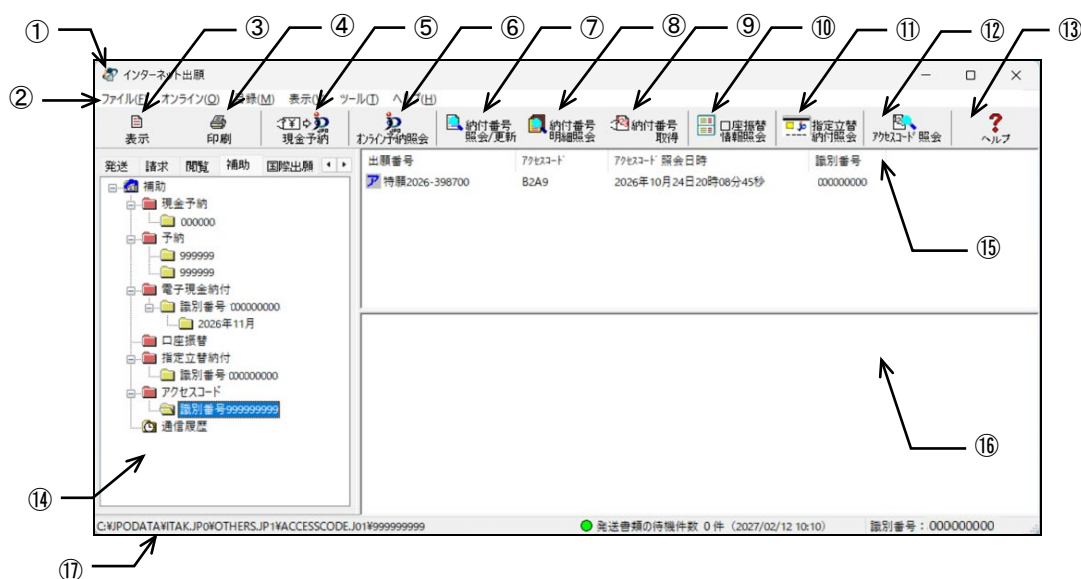 ① ③ ④ ⑤ ⑥ ⑦ ⑧ ⑨ ⑩ ⑪ ⑫ ⑬
インターネット出願
②
ファイル(F) オンライン(O) 登録(M) 表示(V) ツール(T) ヘルプ(H)
表示
印刷
現金予納
オンライン予納照会
納付番号照会/更新
納付番号明細照会
納付番号取得
口座振替情報照会
指定立替納付照会
アクセスコード照会
ヘルプ
発送 請求 閲覧 補助 国際出願
補助
現金予納
000000
予納
999999
999999
電子現金納付
識別番号 000000000
2026年11月
口座振替
指定立替納付
識別番号 000000000
アクセスコード
識別番号999999999
通信履歴
出願番号 アクセスコード アクセスコード 照会日時 識別番号
特願2026-398700 B2A9 2026年10月24日20時08分45秒 000000000
⑮
⑯
⑭
C:¥JPODATA¥ITAK.JP0¥OTHERS.JP1¥ACCESSCODE.J01¥999999999 発送書類の待機件数 0 件 (2027/02/12 10:10) 識別番号：000000000
⑰